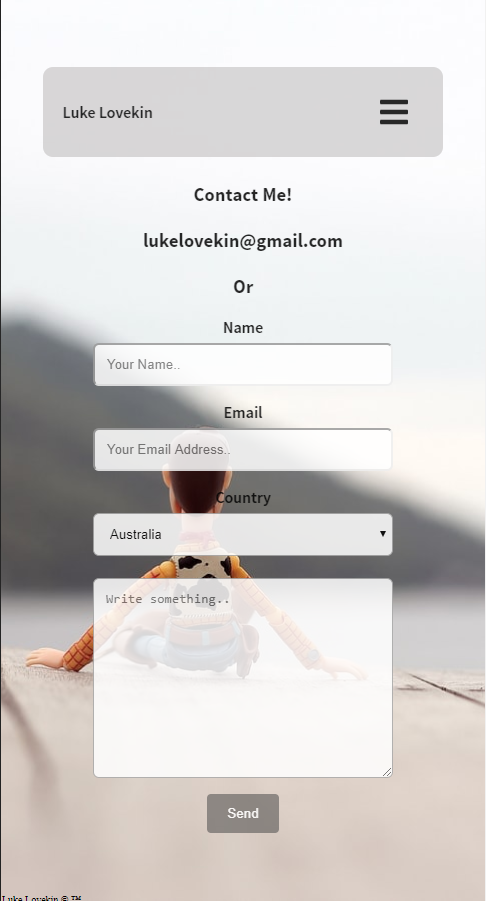 Luke Lovekin
Contact Me!
lukelovekin@gmail.com
Or
Name
Your Name..
Email
Your Email Address..
Country
Australia
Write something..
Send
Luke Lovekin © ™